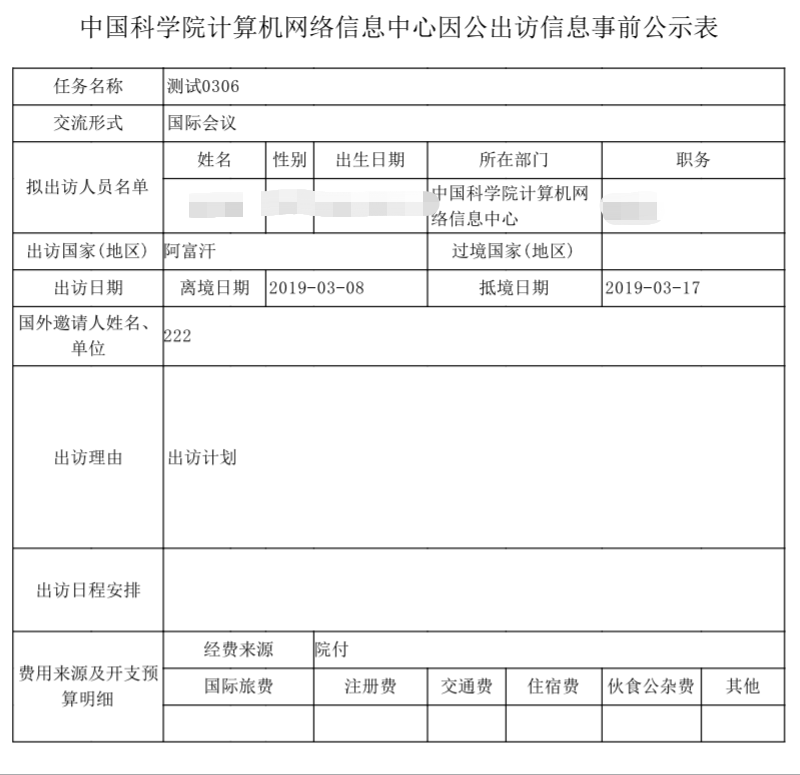 中国科学院计算机网络信息中心因公出访信息事前公示表
任务名称 测试0306
交流形式 国际会议
拟出访人员名单 姓名 性别 出生日期 所在部门 职务
中国科学院计算机网
络信息中心
出访国家(地区) 阿富汗 过境国家(地区)
出访日期 离境日期 2019-03-08 抵境日期 2019-03-17
国外邀请人姓名、
单位 222
出访理由 出访计划
出访日程安排
费用来源及开支预
算明细 经费来源 院付
国际旅费 注册费 交通费 住宿费 伙食公杂费 其他